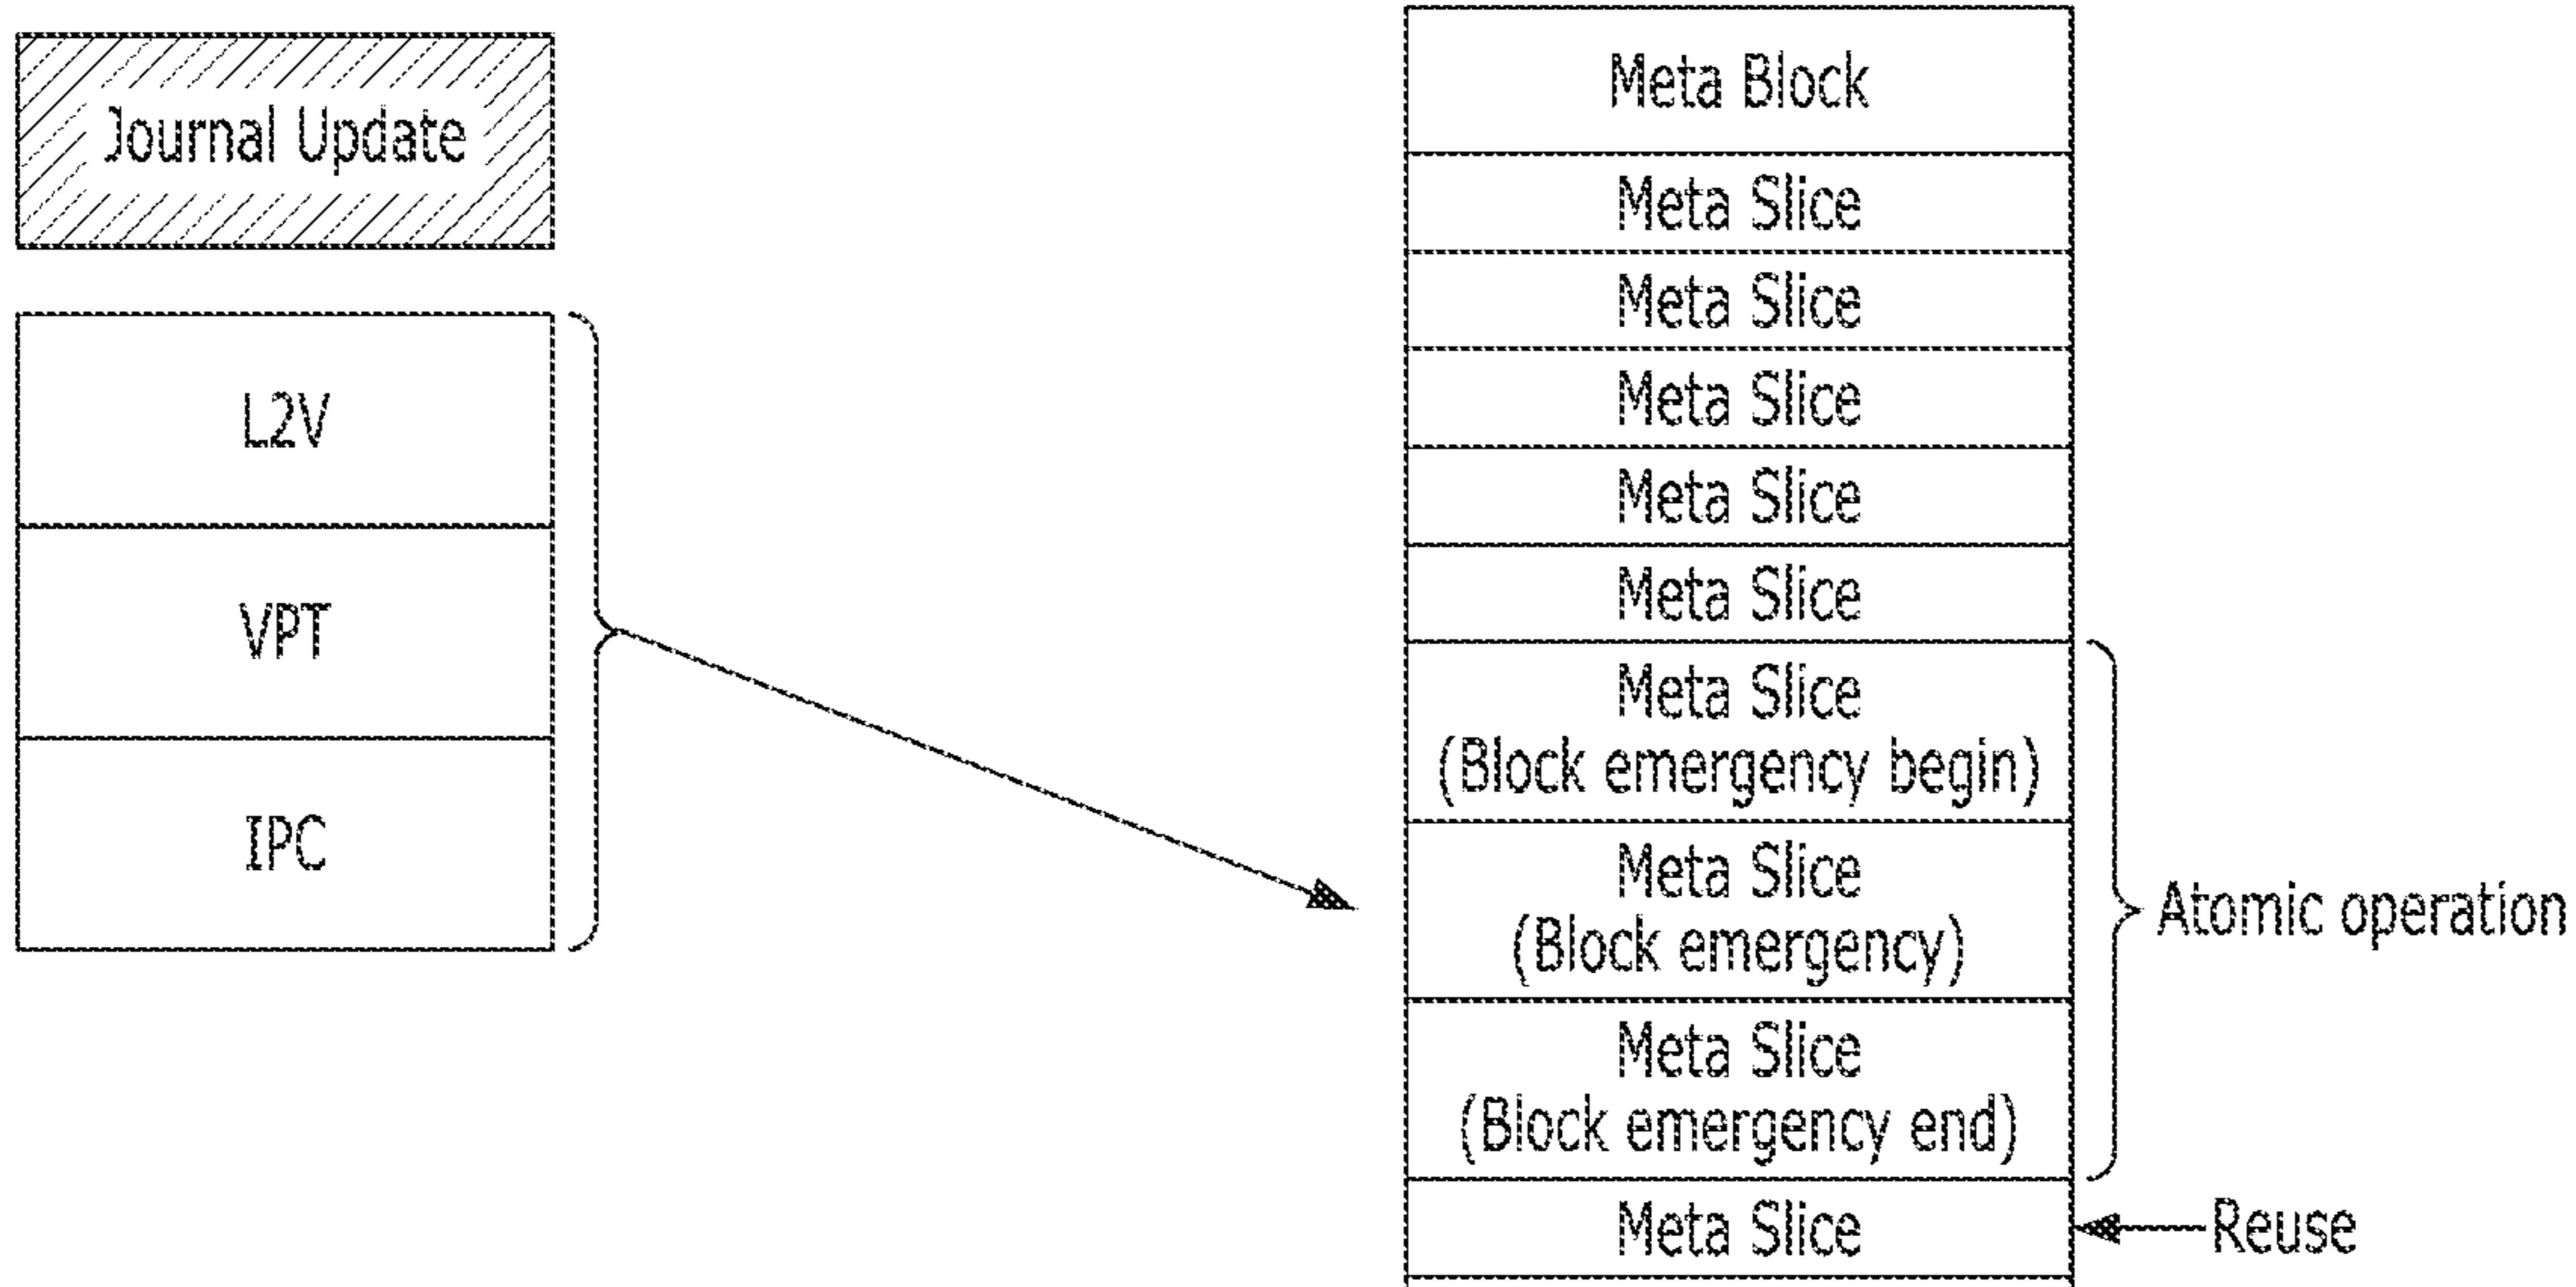 Journal Update
L2V
VPT
IPC
Meta Block
Meta Slice
Meta Slice
Meta Slice
Meta Slice
Meta Slice
Meta Slice
(Block emergency begin)
Meta Slice
(Block emergency)
Meta Slice
(Block emergency end)
Meta Slice
Atomic operation
Reuse